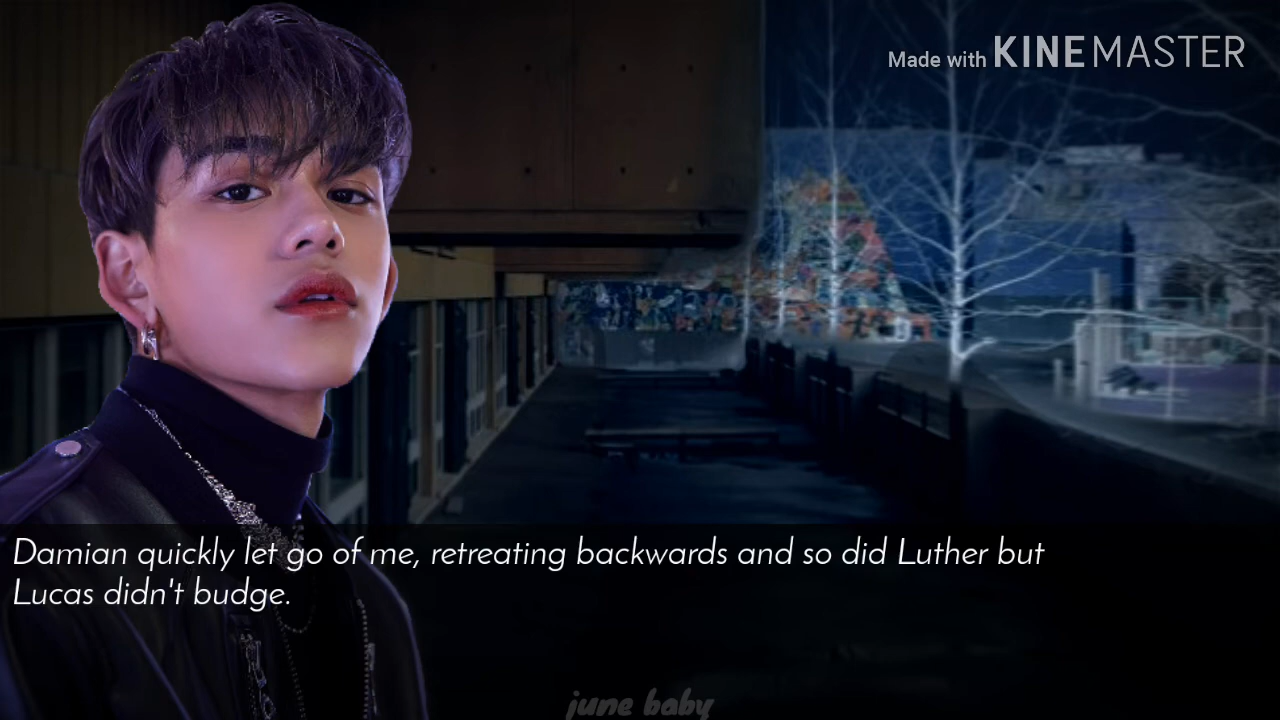 Made with KINEMASTER
Damian quickly let go of me, retreating backwards and so did Luther but
Lucas didn't budge.
june baby